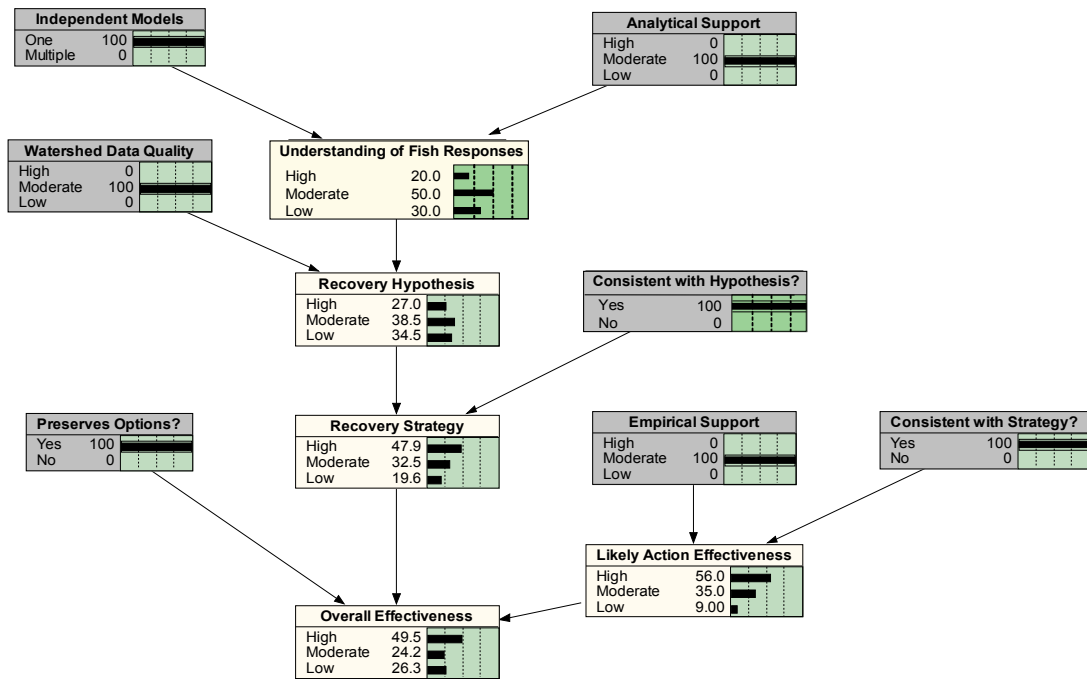 Independent Models
One 100
Multiple 0
Analytical Support
High 0
Moderate 100
Low 0
Watershed Data Quality
High 0
Moderate 100
Low 0
Understanding of Fish Responses
High 20.0
Moderate 50.0
Low 30.0
Recovery Hypothesis
High 27.0
Moderate 38.5
Low 34.5
Consistent with Hypothesis?
Yes 100
No 0
Preserves Options?
Yes 100
No 0
Recovery Strategy
High 47.9
Moderate 32.5
Low 19.6
Empirical Support
High 0
Moderate 100
Low 0
Consistent with Strategy?
Yes 100
No 0
Likely Action Effectiveness
High 56.0
Moderate 35.0
Low 9.00
Overall Effectiveness
High 49.5
Moderate 24.2
Low 26.3